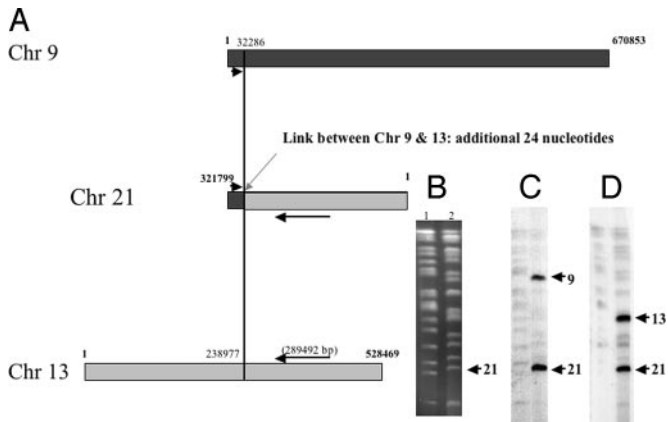 A
Chr 9
1
32286
670853
Link between Chr 9 & 13: additional 24 nucleotides
321799
1
Chr 21
Chr 13
1
238977
(289492 bp)
528469
B
1 2
21
C
9
21
D
13
21